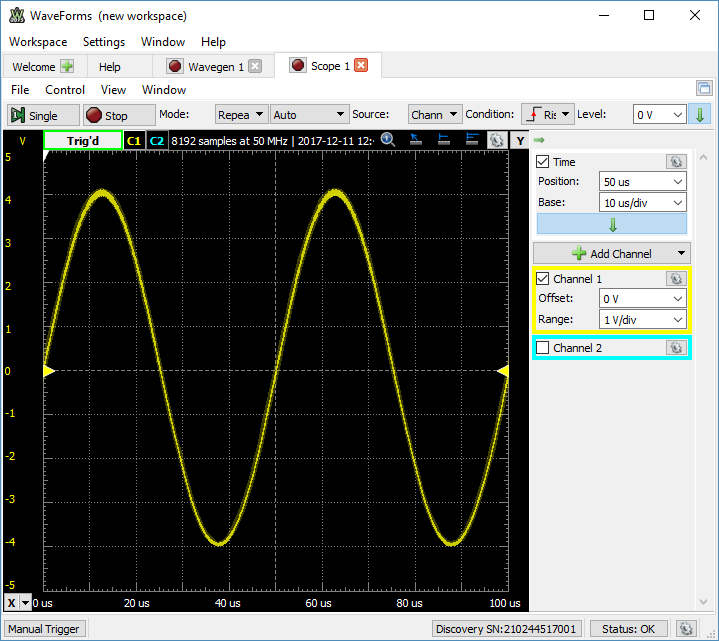 WaveForms (new workspace)
Workspace Settings Window Help
Welcome Help Wavegen 1 Scope 1
File Control View Window
Single Stop Mode: Repea Auto Source: Chann Condition: Ris Level: 0 V
V Trig'd C1 C2 8192 samples at 50 MHz | 2017-12-11 12: Y
5
4
3
2
1
0
-1
-2
-3
-4
-5
X 0 us 20 us 40 us 60 us 80 us 100 us
Time
Position: 50 us
Base: 10 us/div
Add Channel
Channel 1
Offset: 0 V
Range: 1 V/div
Channel 2
Manual Trigger Discovery SN:210244517001 Status: OK